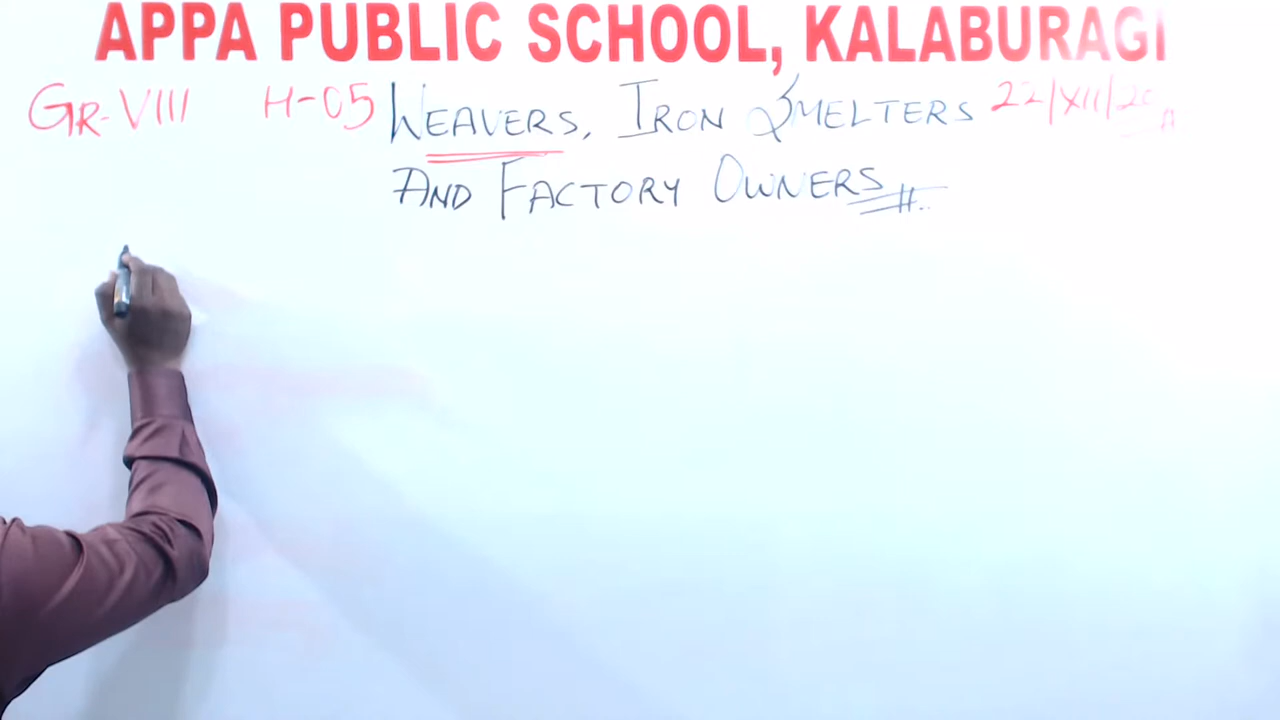 APPA PUBLIC SCHOOL, KALABURAGI
GR-VIII H-05 WEAVERS, IRON SMELTERS 22/XII/20
AND FACTORY OWNERS